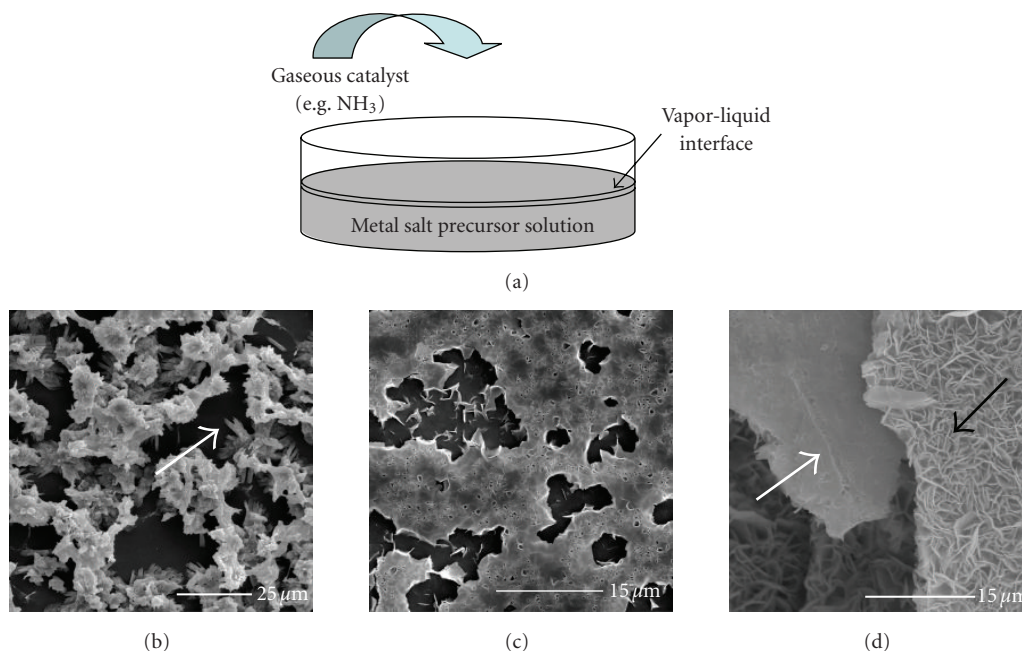 Gaseous catalyst
(e.g. NH₃)
Vapor-liquid
interface
Metal salt precursor solution
(a)
25 μm
15 μm
15 μm
(b)
(c)
(d)